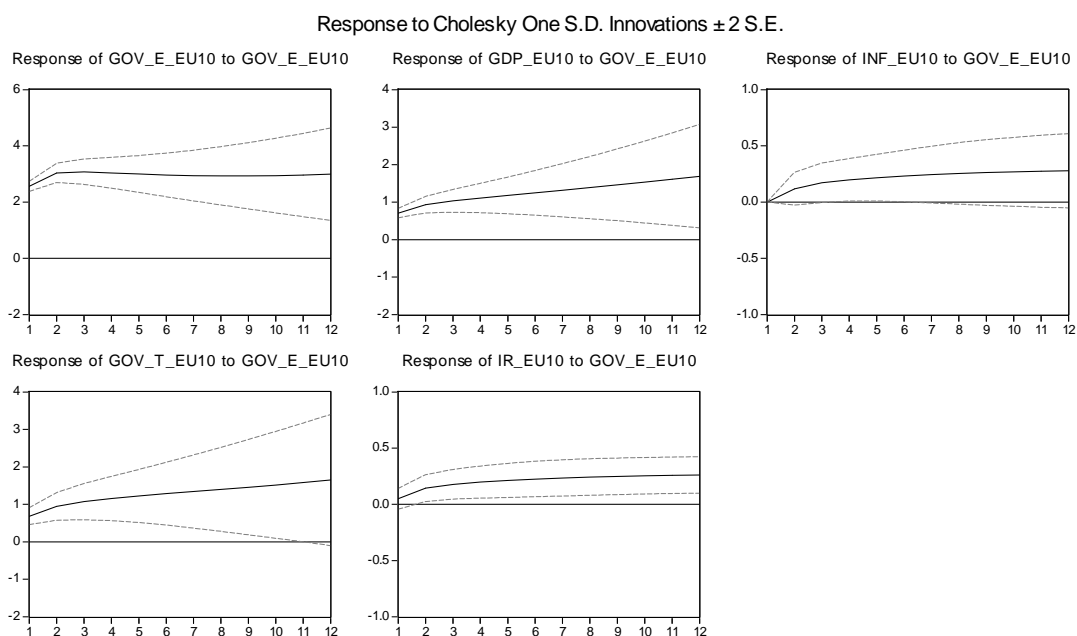 Response to Cholesky One S.D. Innovations ± 2 S.E.
Response of GOV_E_EU10 to GOV_E_EU10
6
4
2
0
-2
1 2 3 4 5 6 7 8 9 10 11 12
Response of GDP_EU10 to GOV_E_EU10
4
3
2
1
0
-1
-2
1 2 3 4 5 6 7 8 9 10 11 12
Response of INF_EU10 to GOV_E_EU10
1.0
0.5
0.0
-0.5
-1.0
1 2 3 4 5 6 7 8 9 10 11 12
Response of GOV_T_EU10 to GOV_E_EU10
4
3
2
1
0
-1
-2
1 2 3 4 5 6 7 8 9 10 11 12
Response of IR_EU10 to GOV_E_EU10
1.0
0.5
0.0
-0.5
-1.0
1 2 3 4 5 6 7 8 9 10 11 12